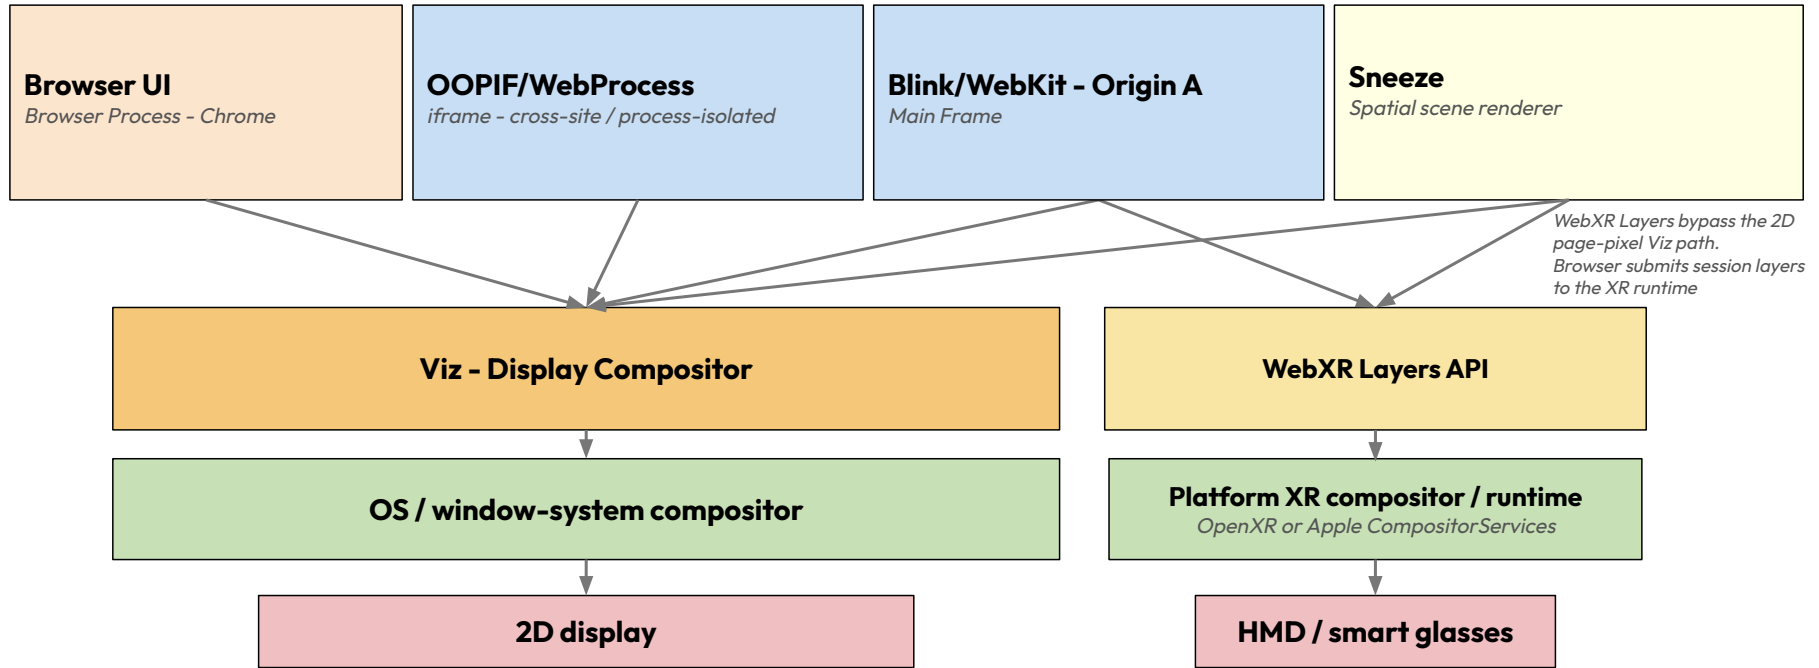 Browser UI
Browser Process - Chrome
OOPIF/WebProcess
iframe - cross-site / process-isolated
Blink/WebKit - Origin A
Main Frame
Sneeze
Spatial scene renderer
WebXR Layers bypass the 2D
page-pixel Viz path.
Browser submits session layers
to the XR runtime
Viz - Display Compositor
WebXR Layers API
OS / window-system compositor
Platform XR compositor / runtime
OpenXR or Apple CompositorServices
2D display
HMD / smart glasses